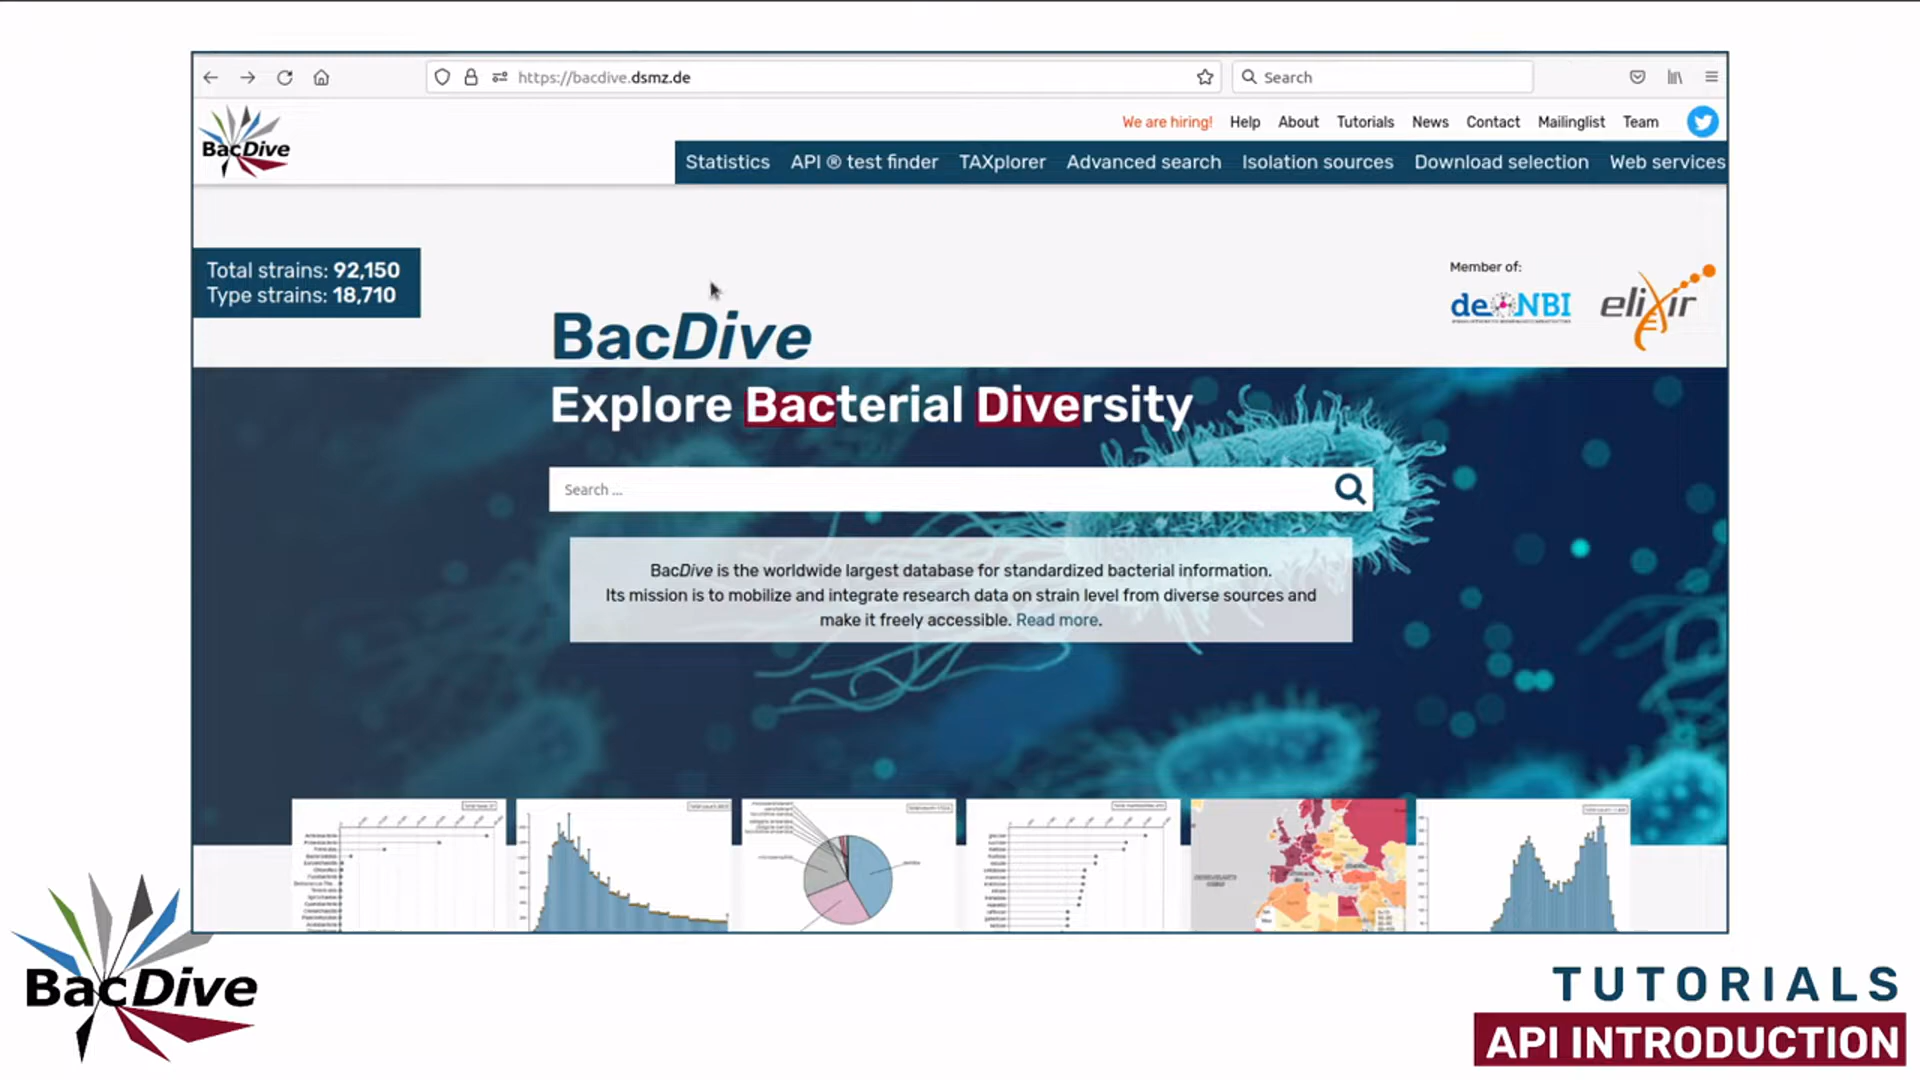 https://bacdive.dsmz.de
Search
BacDive
We are hiring! Help About Tutorials News Contact Mailinglist Team
Statistics API ® test finder TAXplorer Advanced search Isolation sources Download selection Web services
Total strains: 92,150
Type strains: 18,710
Member of:
de NBI
elixir
BacDive
Explore Bacterial Diversity
Search ...
BacDive is the worldwide largest database for standardized bacterial information.
Its mission is to mobilize and integrate research data on strain level from diverse sources and
make it freely accessible. Read more.
BacDive
TUTORIALS
API INTRODUCTION